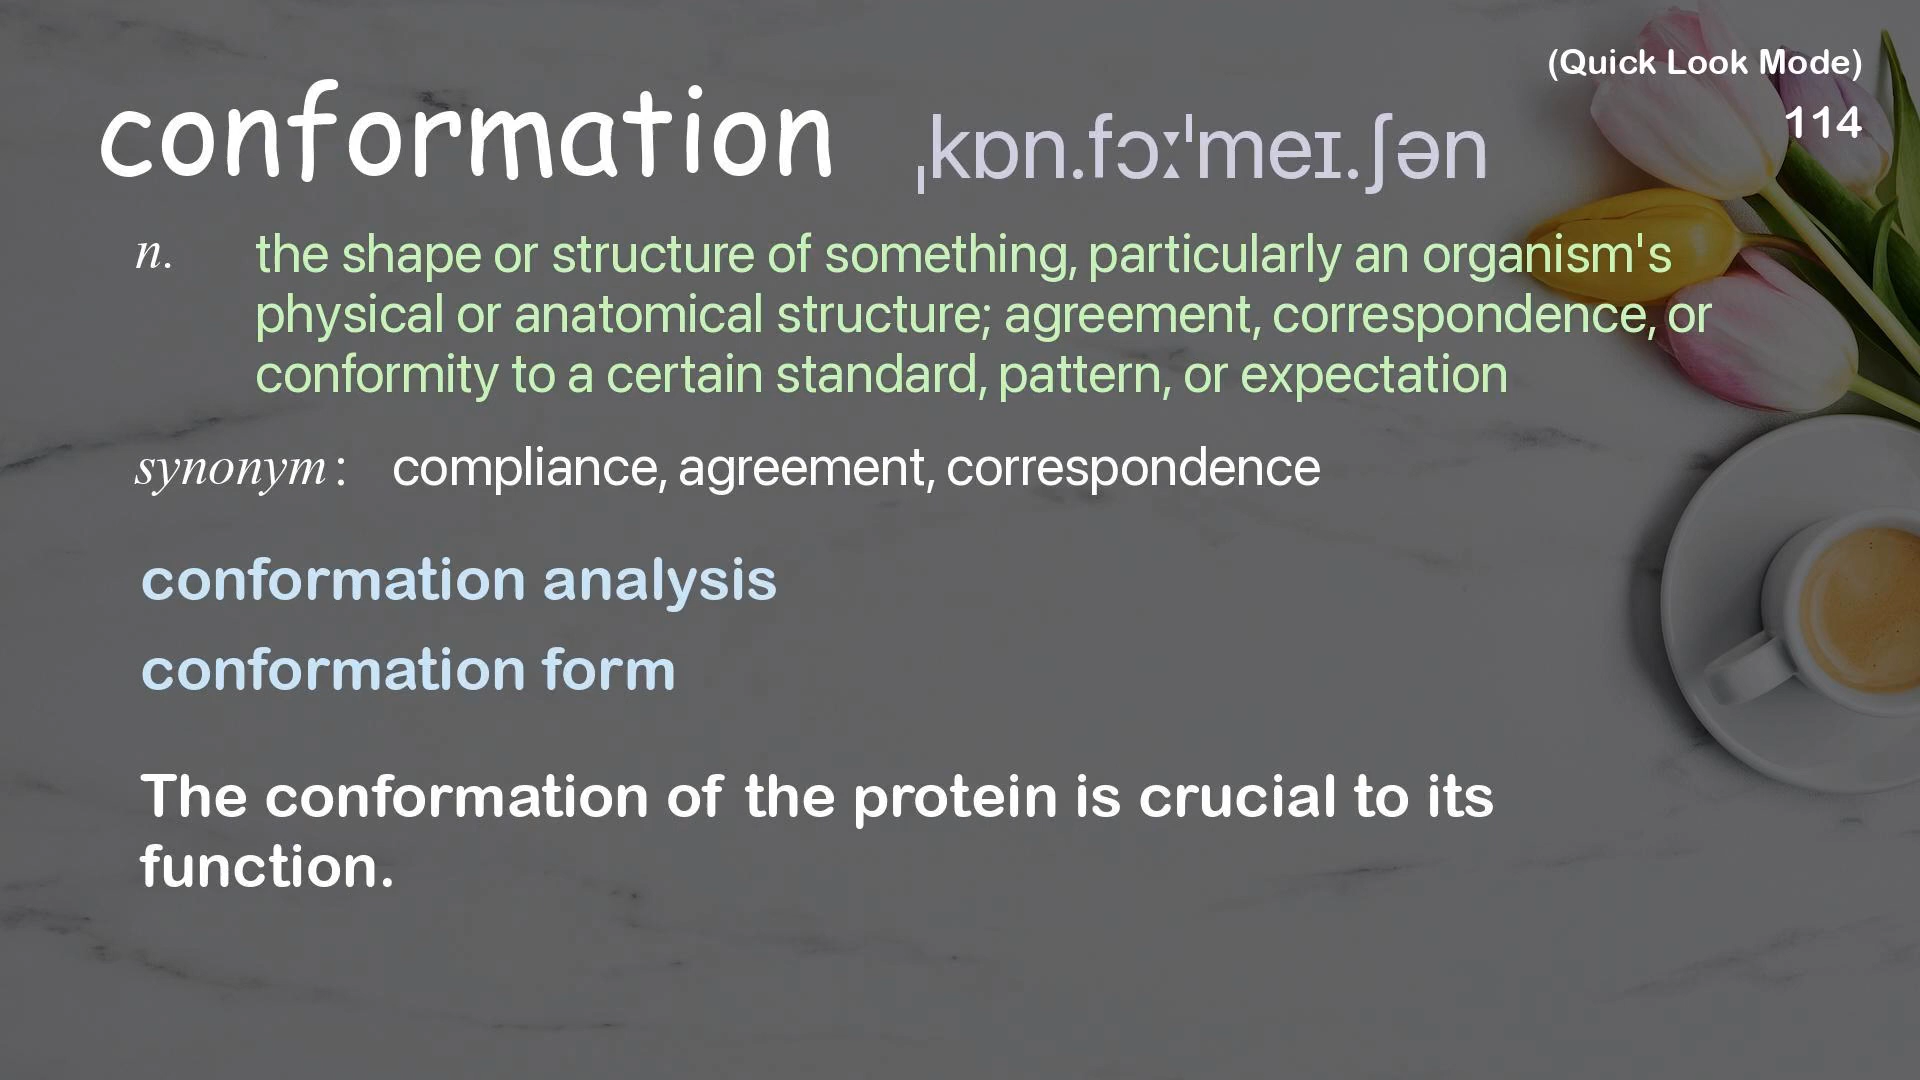 (Quick Look Mode)
114
conformation ˌkɒn.fɔːˈmeɪ.ʃən
n. the shape or structure of something, particularly an organism's
physical or anatomical structure; agreement, correspondence, or
conformity to a certain standard, pattern, or expectation
synonym: compliance, agreement, correspondence
conformation analysis
conformation form
The conformation of the protein is crucial to its
function.